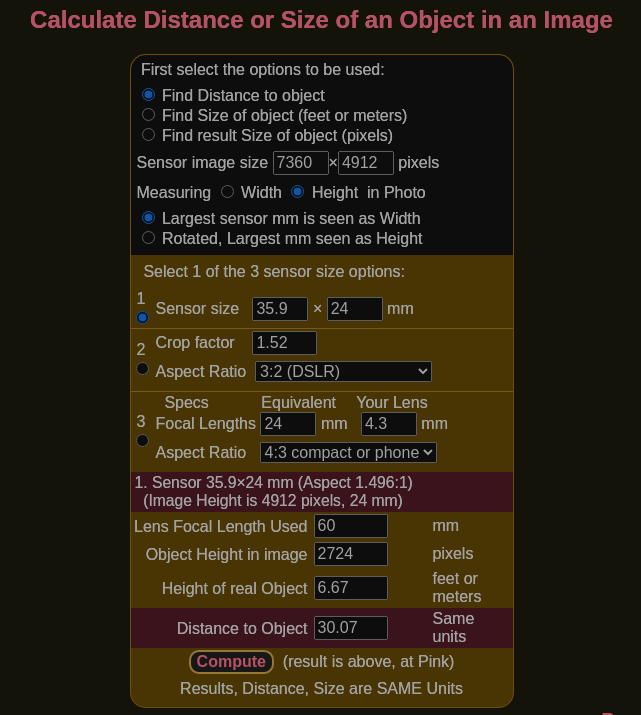 Calculate Distance or Size of an Object in an Image
First select the options to be used:
Find Distance to object
Find Size of object (feet or meters)
Find result Size of object (pixels)
Sensor image size 7360 × 4912 pixels
Measuring Width Height in Photo
Largest sensor mm is seen as Width
Rotated, Largest mm seen as Height
Select 1 of the 3 sensor size options:
1 Sensor size 35.9 × 24 mm
2 Crop factor 1.52
Aspect Ratio 3:2 (DSLR)
Specs Equivalent Your Lens
3 Focal Lengths 24 mm 4.3 mm
Aspect Ratio 4:3 compact or phone
1. Sensor 35.9×24 mm (Aspect 1.496:1)
(Image Height is 4912 pixels, 24 mm)
Lens Focal Length Used 60 mm
Object Height in image 2724 pixels
Height of real Object 6.67 feet or meters
Distance to Object 30.07 Same units
Compute (result is above, at Pink)
Results, Distance, Size are SAME Units